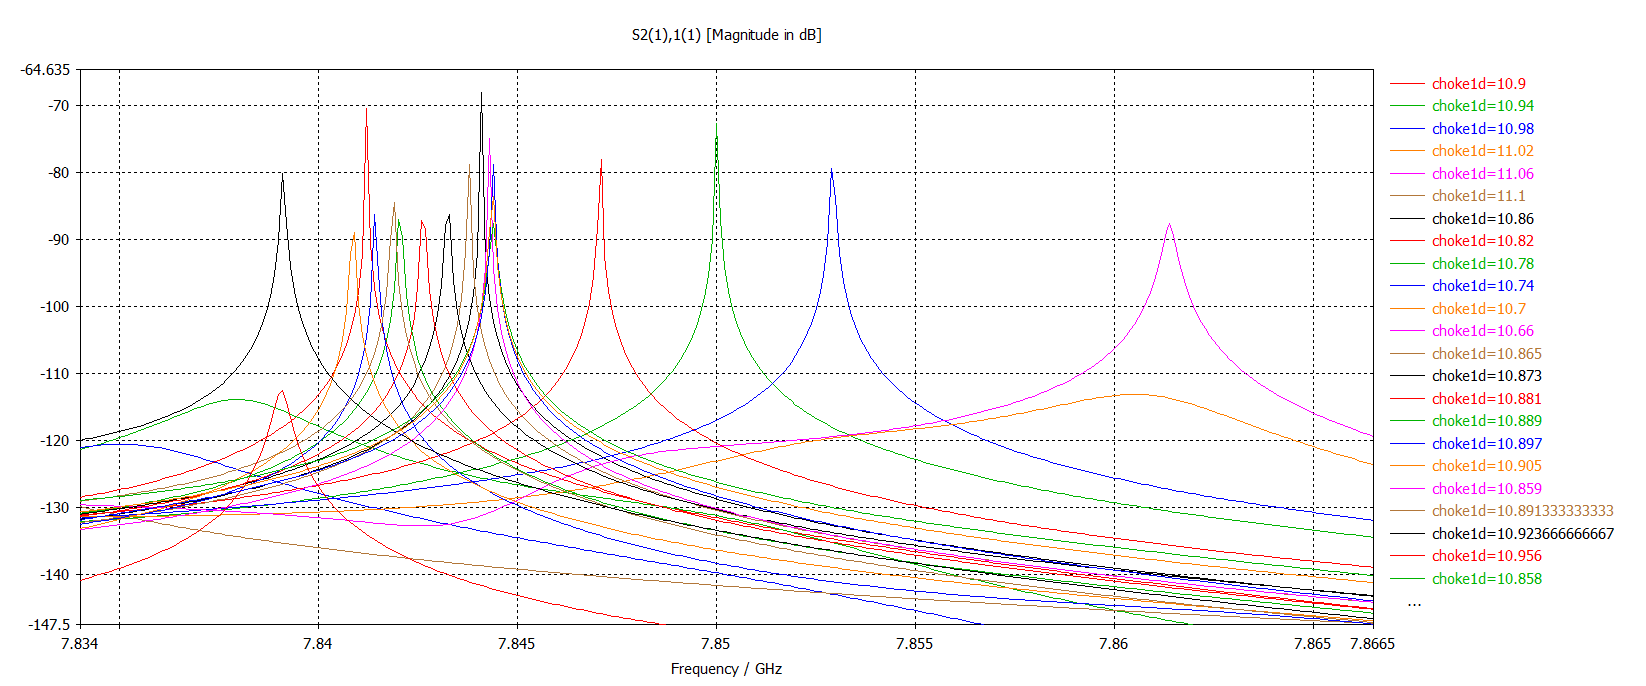 S2(1),1(1) [Magnitude in dB]
-64.635
-70
-80
-90
-100
-110
-120
-130
-140
-147.5
7.834
7.84
7.845
7.85
7.855
7.86
7.865
7.8665
Frequency / GHz
choke1d=10.9
choke1d=10.94
choke1d=10.98
choke1d=11.02
choke1d=11.06
choke1d=11.1
choke1d=10.86
choke1d=10.82
choke1d=10.78
choke1d=10.74
choke1d=10.7
choke1d=10.66
choke1d=10.865
choke1d=10.873
choke1d=10.881
choke1d=10.889
choke1d=10.897
choke1d=10.905
choke1d=10.859
choke1d=10.891333333333
choke1d=10.923666666667
choke1d=10.956
choke1d=10.858
...